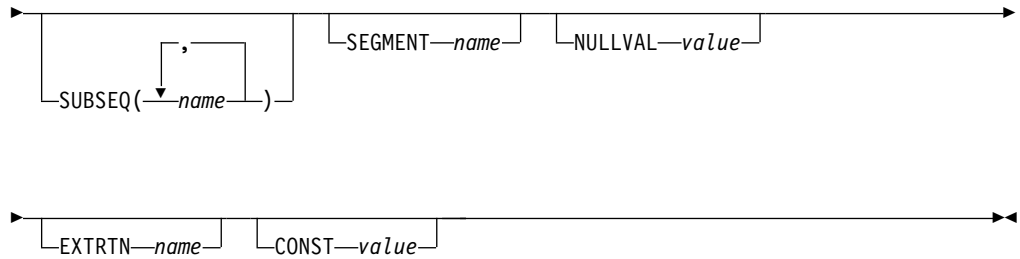 ,
SEGMENT name NULLVAL value
SUBSEQ( name )
EXTRTN name CONST value